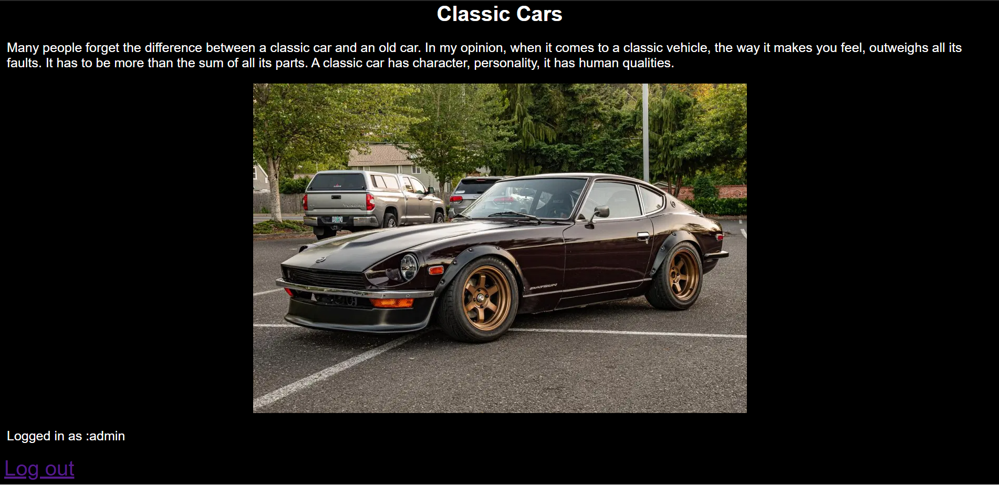 Classic Cars
Many people forget the difference between a classic car and an old car. In my opinion, when it comes to a classic vehicle, the way it makes you feel, outweighs all its
faults. It has to be more than the sum of all its parts. A classic car has character, personality, it has human qualities.
TUNDRA
DATSUN
Logged in as :admin
Log out